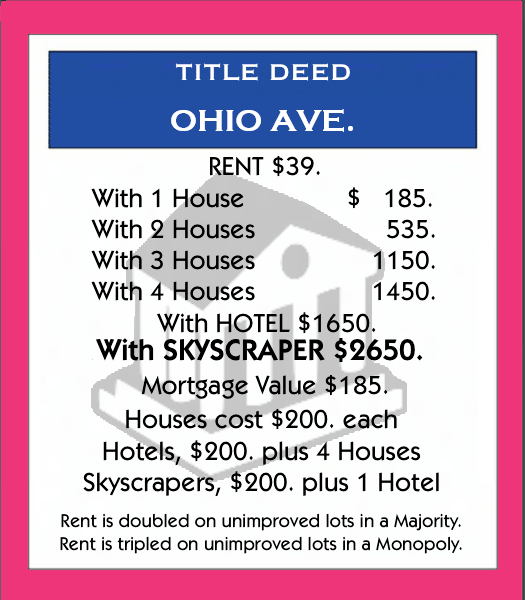 TITLE DEED
OHIO AVE.
RENT $39.
With 1 House $ 185.
With 2 Houses 535.
With 3 Houses 1150.
With 4 Houses 1450.
With HOTEL $1650.
With SKYSCRAPER $2650.
Mortgage Value $185.
Houses cost $200. each
Hotels, $200. plus 4 Houses
Skyscrapers, $200. plus 1 Hotel
Rent is doubled on unimproved lots in a Majority.
Rent is tripled on unimproved lots in a Monopoly.